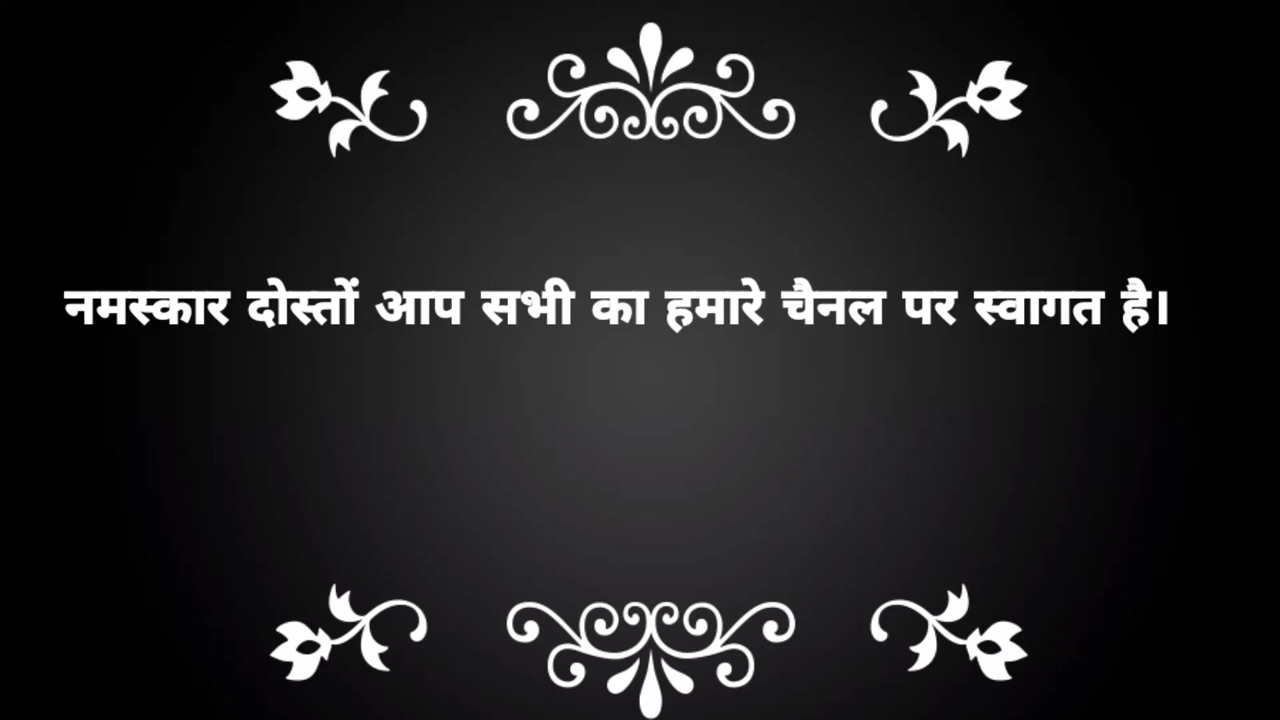 नमस्कार दोस्तों आप सभी का हमारे चैनल पर स्वागत है।